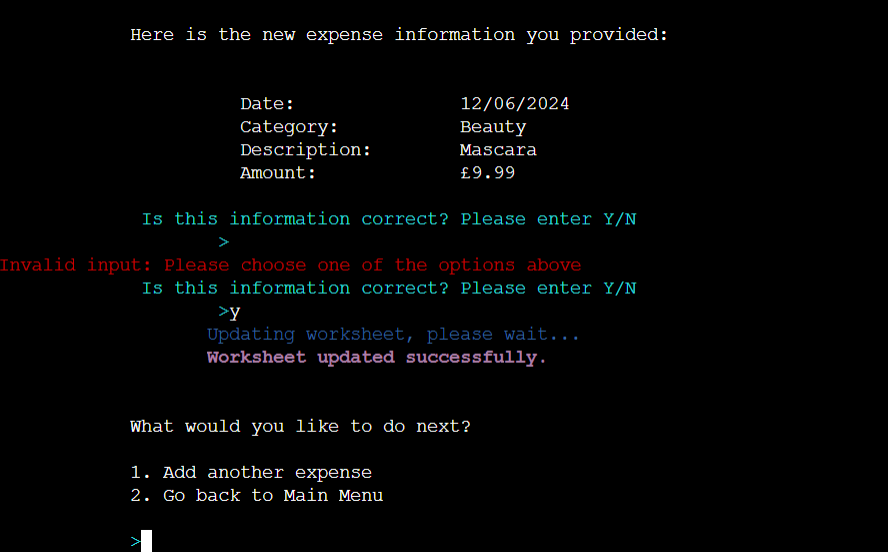 Here is the new expense information you provided:
Date: 12/06/2024
Category: Beauty
Description: Mascara
Amount: £9.99
Is this information correct? Please enter Y/N
>
Invalid input: Please choose one of the options above
Is this information correct? Please enter Y/N
>y
Updating worksheet, please wait...
Worksheet updated successfully.
What would you like to do next?
1. Add another expense
2. Go back to Main Menu
>